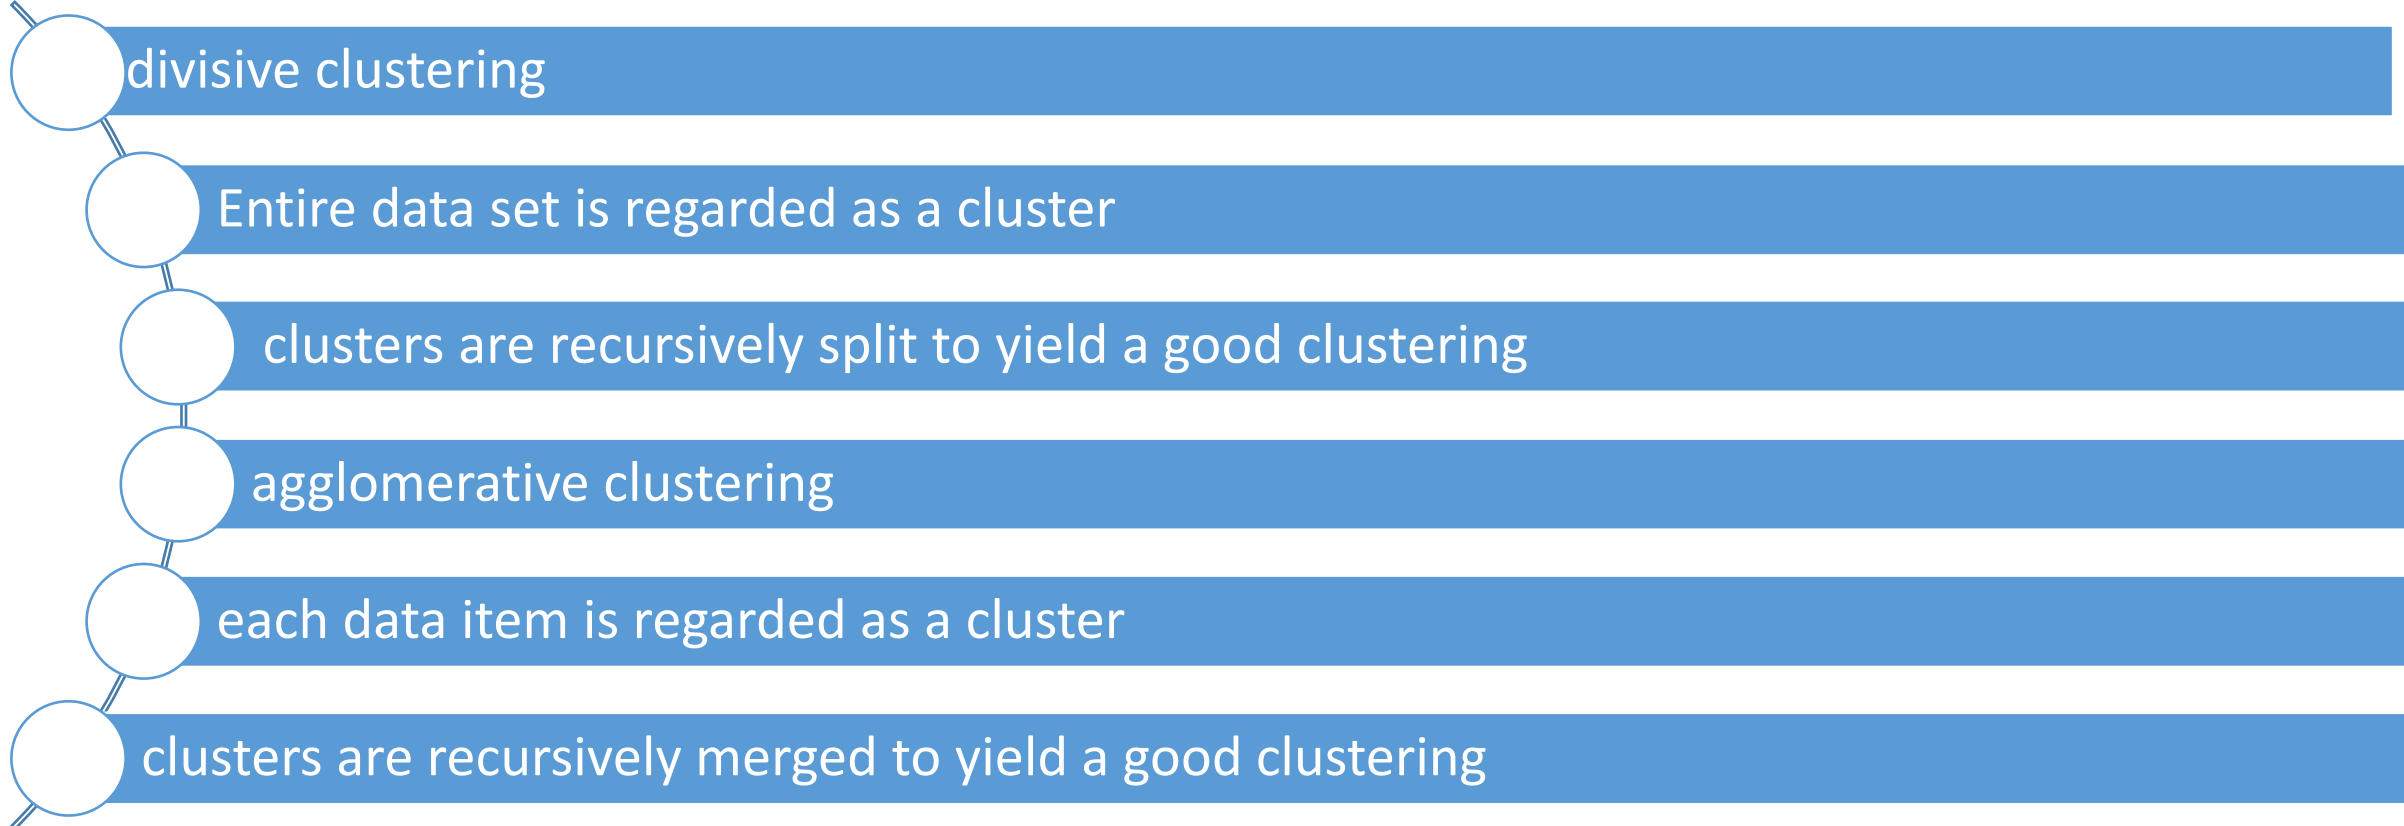 divisive clustering
Entire data set is regarded as a cluster
clusters are recursively split to yield a good clustering
agglomerative clustering
each data item is regarded as a cluster
clusters are recursively merged to yield a good clustering